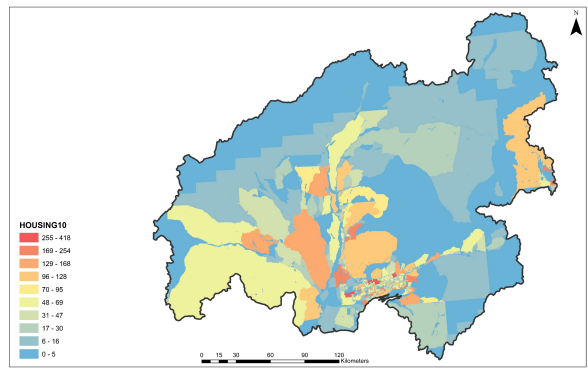 N
HOUSING10
255 - 418
169 - 254
129 - 168
96 - 128
70 - 95
48 - 69
31 - 47
17 - 30
6 - 16
0 - 5
0 15 30 60 90 120
Kilometers